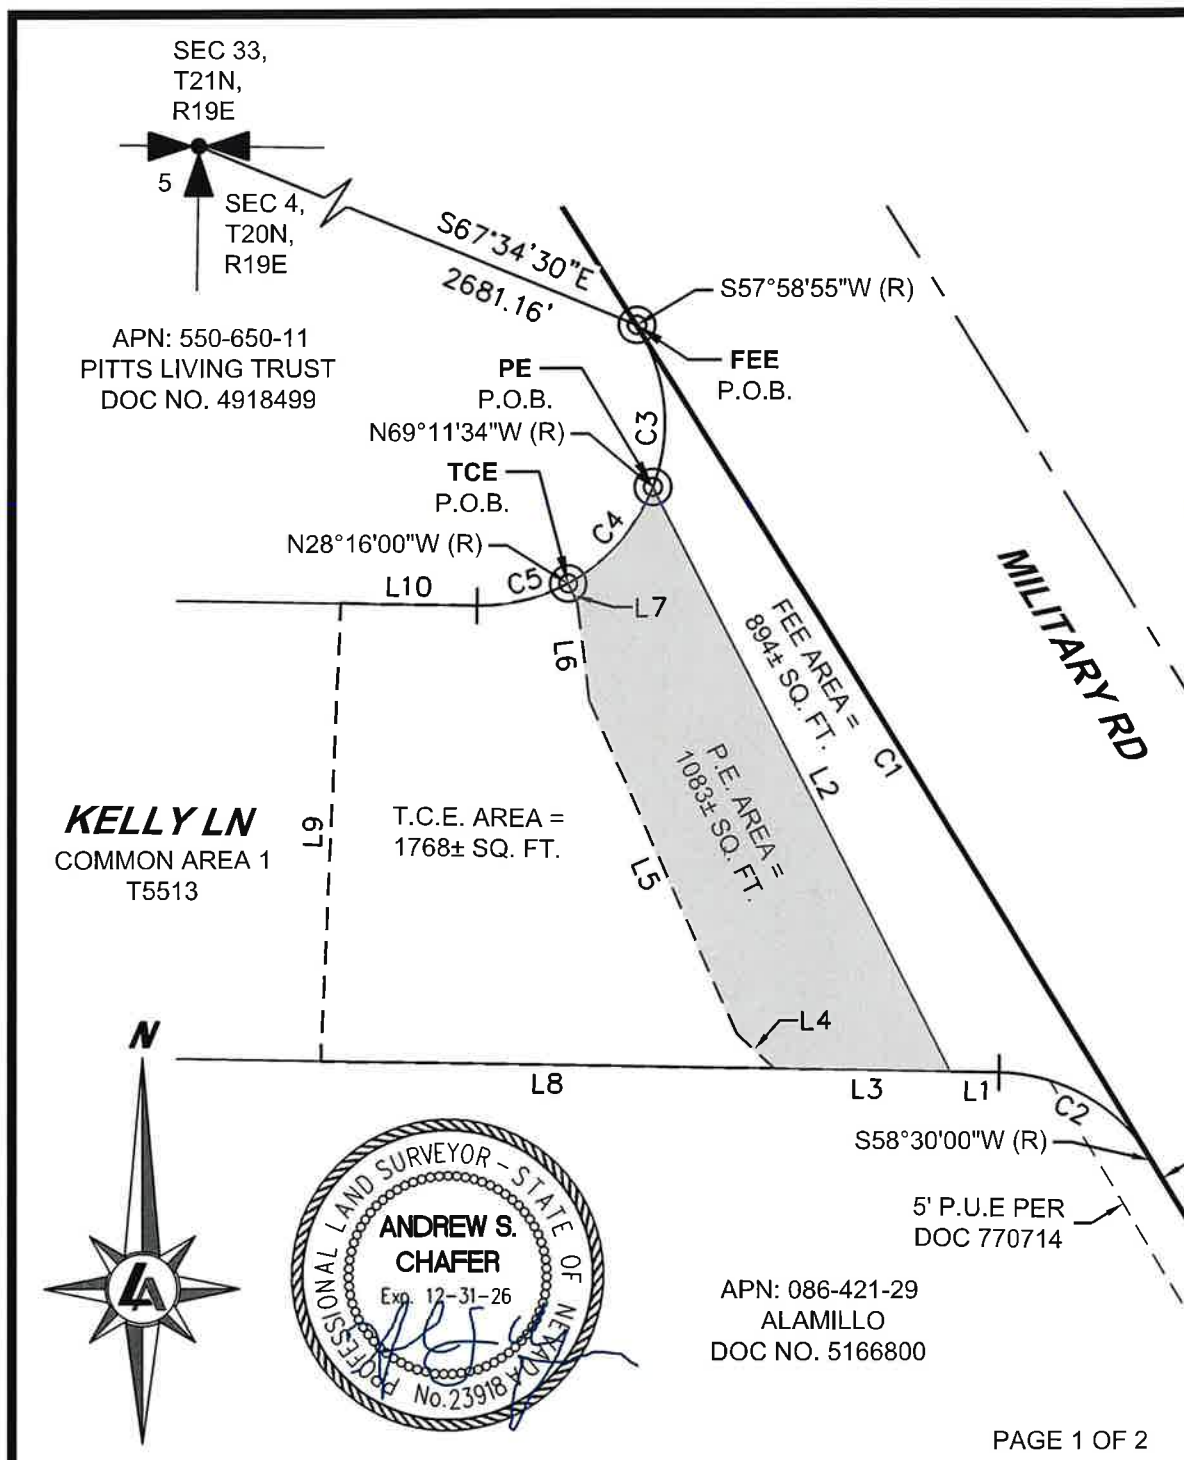 SEC 33,
T21N,
R19E
5
SEC 4,
T20N,
R19E
S67°34'30"E
2681.16'
S57°58'55"W (R)
APN: 550-650-11
PITTS LIVING TRUST
DOC NO. 4918499
FEE
P.O.B.
PE
P.O.B.
N69°11'34"W (R)
C3
TCE
P.O.B.
C4
N28°16'00"W (R)
C5
L10
L7
L6
MILITARY RD
FEE AREA =
894± SQ. FT.
C1
L2
P.E. AREA =
1083± SQ. FT.
KELLY LN
COMMON AREA 1
T5513
L9
T.C.E. AREA =
1768± SQ. FT.
L5
L4
N
L8
L3
L1
C2
S58°30'00"W (R)
5' P.U.E PER
DOC 770714
LA
PROFESSIONAL LAND SURVEYOR - STATE OF NEVADA
ANDREW S.
CHAFER
Exp. 12-31-26
No.23918
APN: 086-421-29
ALAMILLO
DOC NO. 5166800
PAGE 1 OF 2